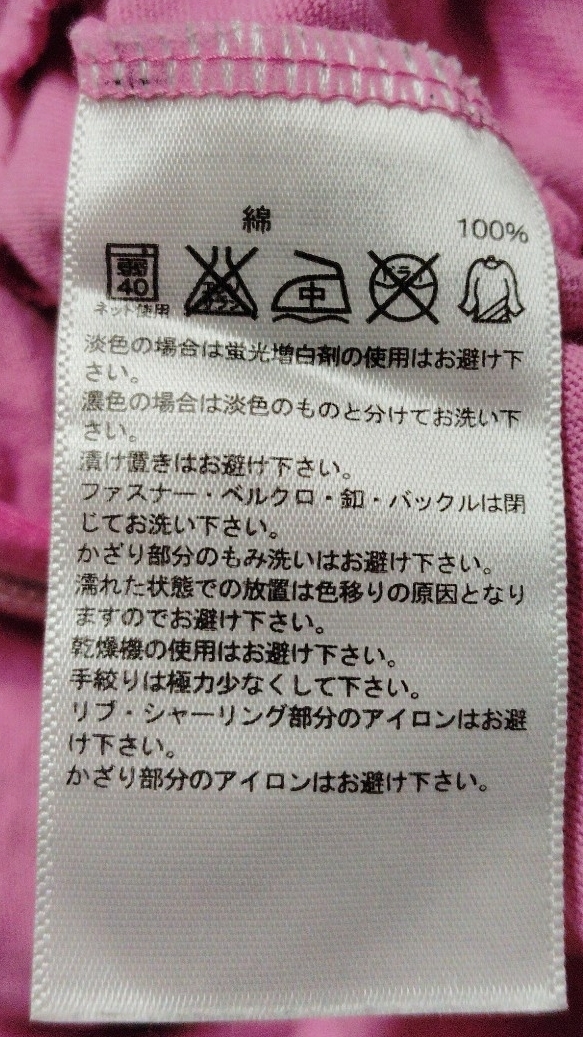 綿 100%
弱
40
エンソ
サラシ
中
ドライ
ネット使用
淡色の場合は蛍光増白剤の使用はお避け下
さい。
濃色の場合は淡色のものと分けてお洗い下
さい。
漬け置きはお避け下さい。
ファスナー・ベルクロ・釦・バックルは閉
じてお洗い下さい。
かざり部分のもみ洗いはお避け下さい。
濡れた状態での放置は色移りの原因となり
ますのでお避け下さい。
乾燥機の使用はお避け下さい。
手絞りは極力少なくして下さい。
リブ・シャーリング部分のアイロンはお避
け下さい。
かざり部分のアイロンはお避け下さい。